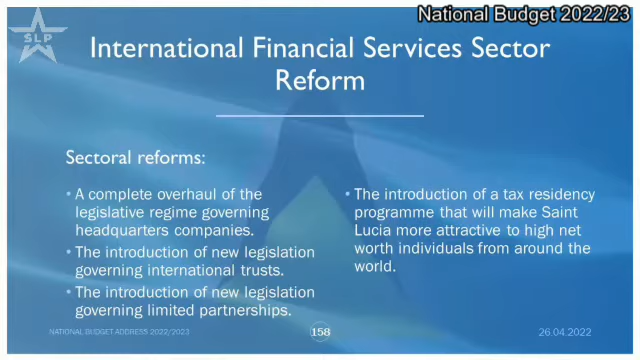 National Budget 2022/23
SLP
International Financial Services Sector
Reform
Sectoral reforms:
• A complete overhaul of the
legislative regime governing
headquarters companies.
• The introduction of new legislation
governing international trusts.
• The introduction of new legislation
governing limited partnerships.
• The introduction of a tax residency
programme that will make Saint
Lucia more attractive to high net
worth individuals from around the
world.
NATIONAL BUDGET ADDRESS 2022/2023
158
26.04.2022